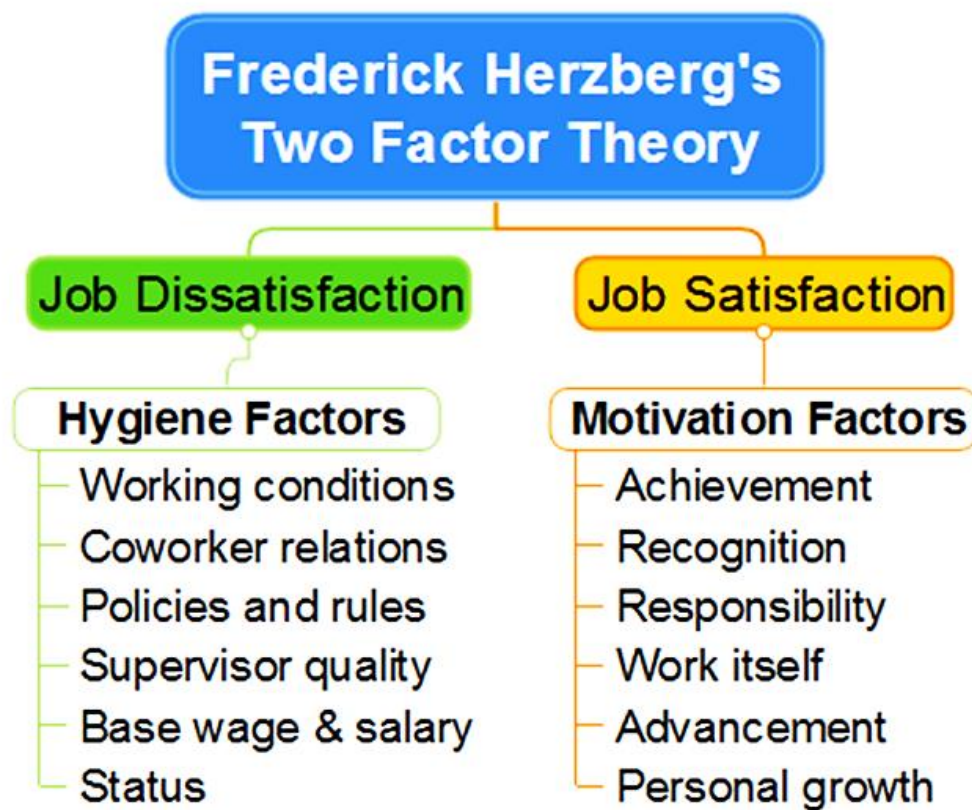 Frederick Herzberg's
Two Factor Theory
Job Dissatisfaction
Hygiene Factors
Working conditions
Coworker relations
Policies and rules
Supervisor quality
Base wage & salary
Status
Job Satisfaction
Motivation Factors
Achievement
Recognition
Responsibility
Work itself
Advancement
Personal growth